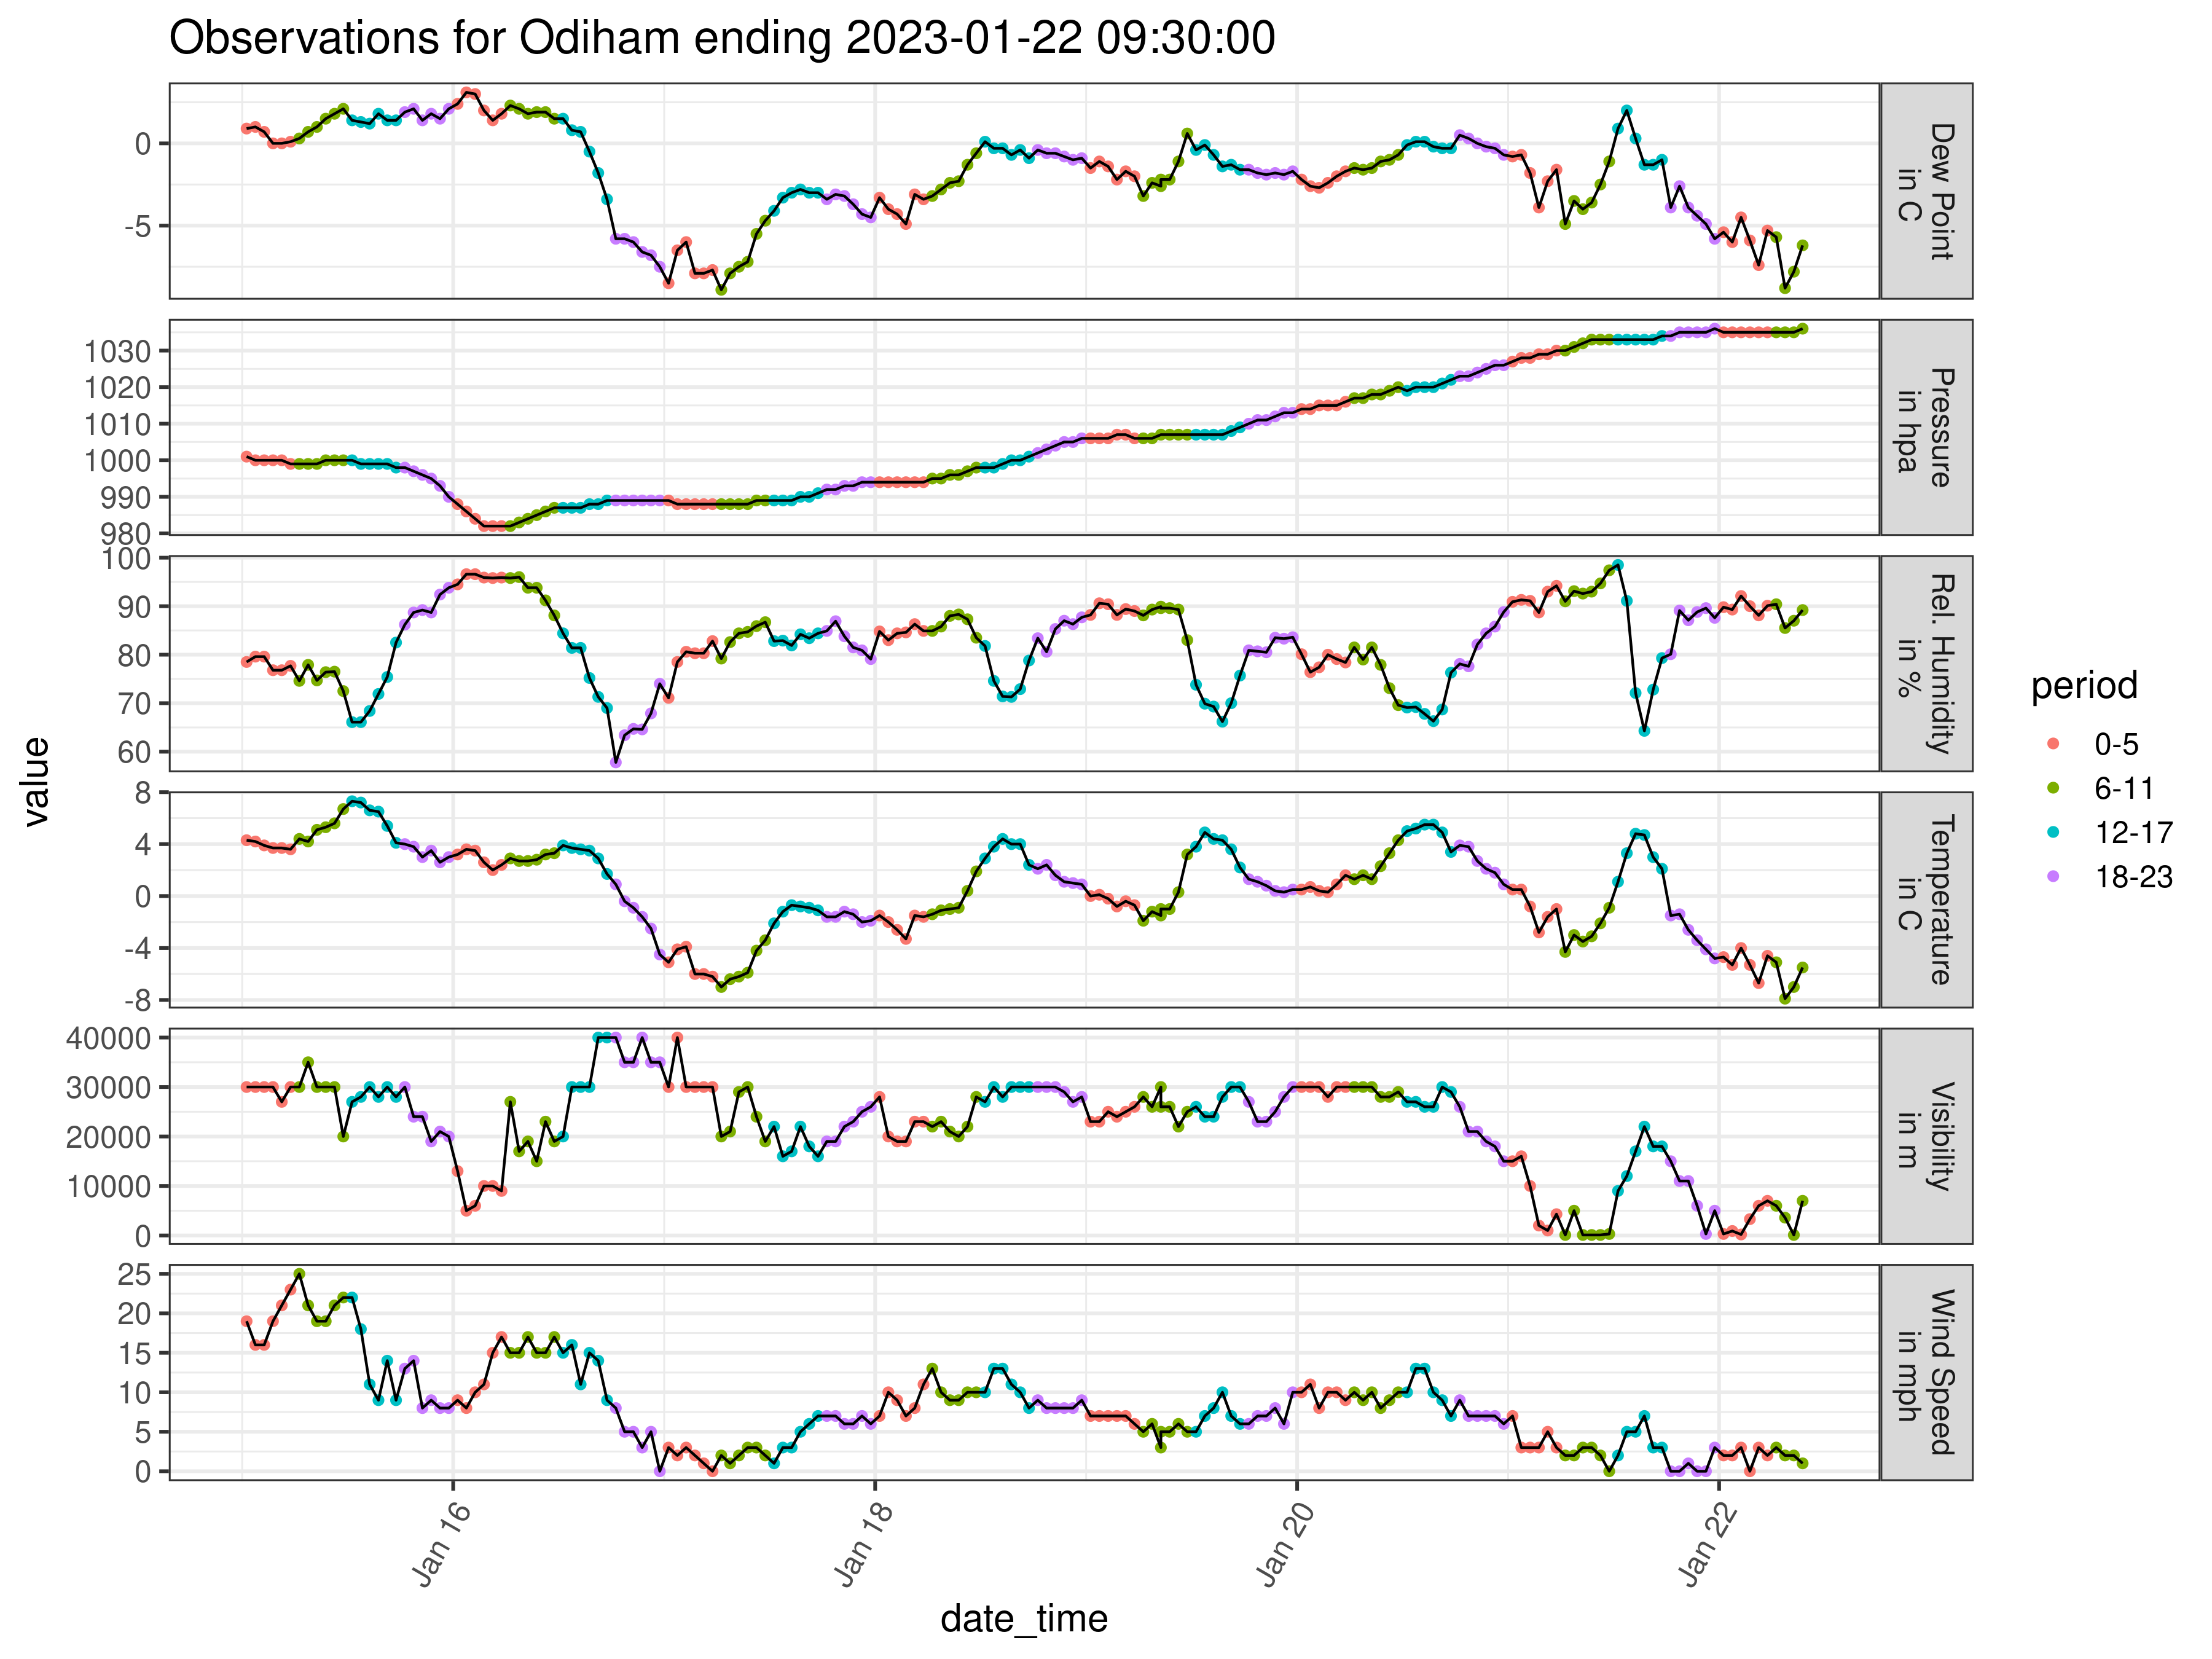 Observations for Odiham ending 2023-01-22 09:30:00
value
0
-5
Dew Point
in C
1030
1020
1010
1000
990
980
Pressure
in hpa
100
90
80
70
60
Rel. Humidity
in %
8
4
0
-4
-8
Temperature
in C
40000
30000
20000
10000
0
Visibility
in m
25
20
15
10
5
0
Wind Speed
in mph
Jan 16
Jan 18
Jan 20
Jan 22
date_time
period
0-5
6-11
12-17
18-23